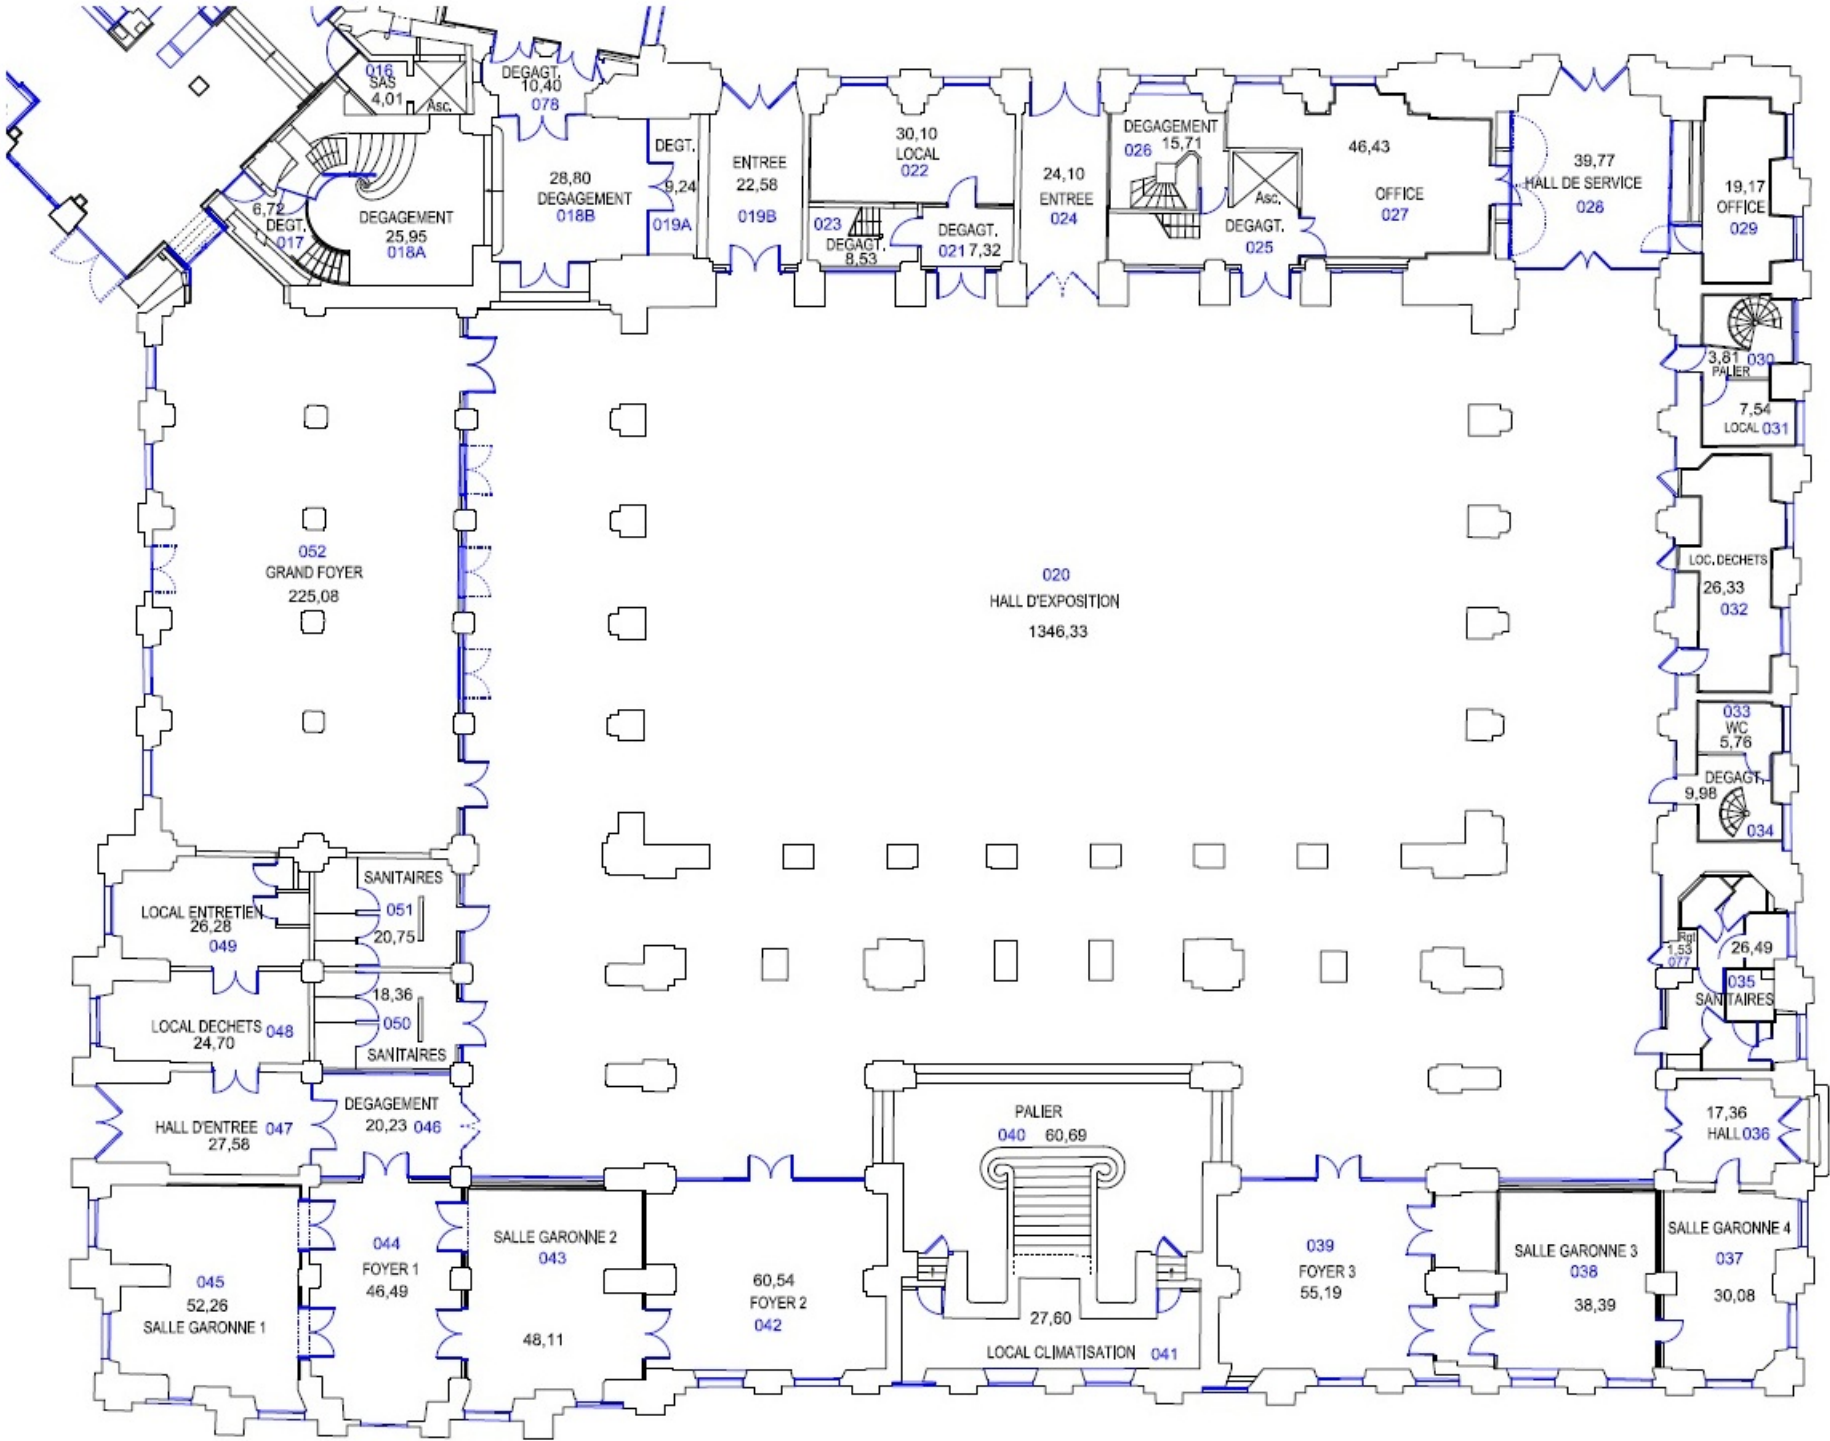 016
SAS
4,01
Asc.
DEGAGT.
10,40
078
6,72
DEGT.
017
DEGAGEMENT
25,95
018A
28,80
DEGAGEMENT
018B
DEGT.
9,24
019A
ENTREE
22,58
019B
30,10
LOCAL
022
023
DEGAGT.
8,53
DEGAGT.
021 7,32
24,10
ENTREE
024
DEGAGEMENT
026 15,71
Asc.
DEGAGT.
025
46,43
OFFICE
027
39,77
HALL DE SERVICE
026
19,17
OFFICE
029
3,81 030
PALIER
7,54
LOCAL 031
LOC. DECHETS
26,33
032
033
WC
5,76
DEGAGT.
9,98
034
052
GRAND FOYER
225,08
020
HALL D'EXPOSITION
1346,33
SANITAIRES
051
20,75
LOCAL ENTRETIEN
26,28
049
18,36
050
SANITAIRES
LOCAL DECHETS 048
24,70
Rgt
1,53
077
26,49
035
SANITAIRES
HALL D'ENTREE 047
27,58
DEGAGEMENT
20,23 046
PALIER
040 60,69
17,36
HALL 036
045
52,26
SALLE GARONNE 1
044
FOYER 1
46,49
SALLE GARONNE 2
043
48,11
60,54
FOYER 2
042
27,60
LOCAL CLIMATISATION 041
039
FOYER 3
55,19
SALLE GARONNE 3
038
38,39
SALLE GARONNE 4
037
30,08